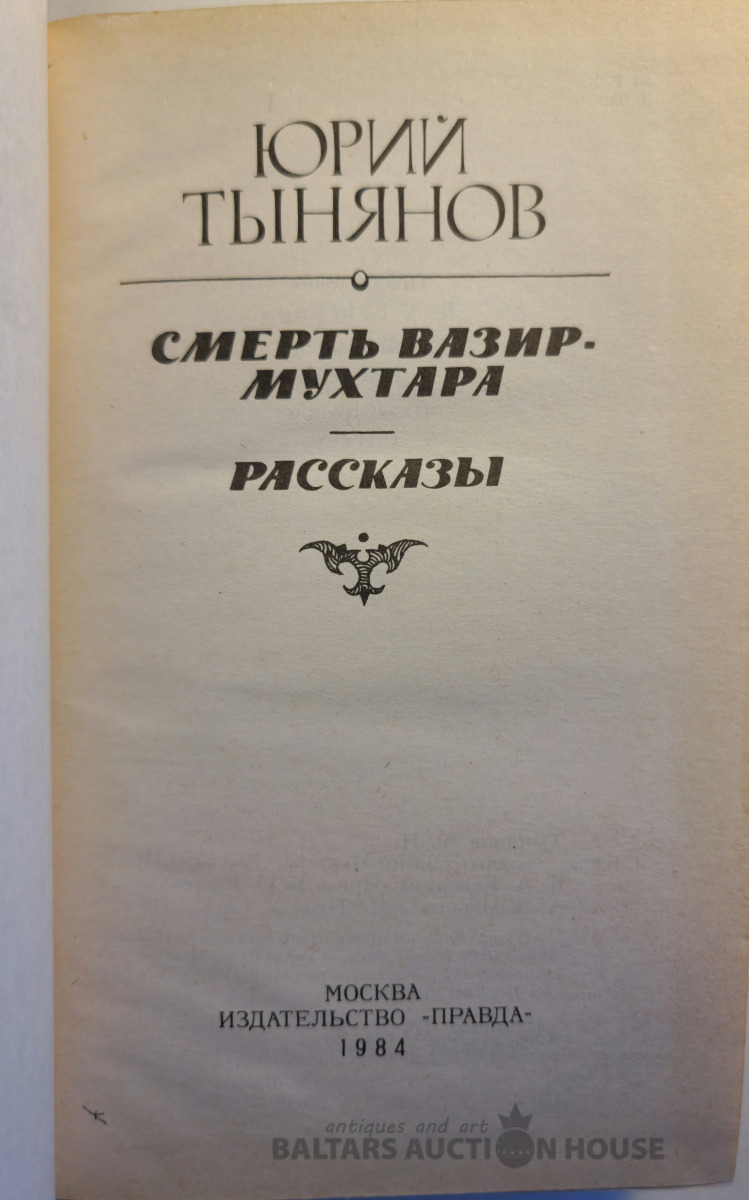 ЮРИЙ
ТЫНЯНОВ
СМЕРТЬ ВАЗИР-
МУХТАРА
РАССКАЗЫ
МОСКВА
ИЗДАТЕЛЬСТВО «ПРАВДА»
1984
antiques and art
BALTARS AUCTION HOUSE